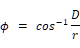 ϕ = cos⁻¹ D/r